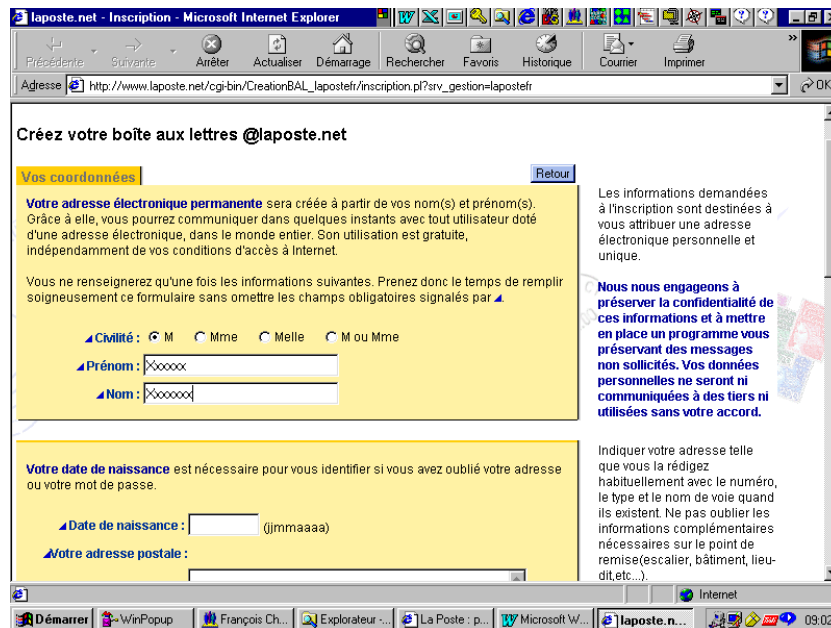 laposte.net - Inscription - Microsoft Internet Explorer
Précédente Suivante Arrêter Actualiser Démarrage Rechercher Favoris Historique Courrier Imprimer »
Adresse http://www.laposte.net/cgi-bin/CreationBAL_lapostefr/inscription.pl?srv_gestion=lapostefr OK
Créez votre boîte aux lettres @laposte.net
Vos coordonnées
Retour
Votre adresse électronique permanente sera créée à partir de vos nom(s) et prénom(s).
Grâce à elle, vous pourrez communiquer dans quelques instants avec tout utilisateur doté
d'une adresse électronique, dans le monde entier. Son utilisation est gratuite,
indépendamment de vos conditions d'accès à Internet.
Vous ne renseignerez qu'une fois les informations suivantes. Prenez donc le temps de remplir
soigneusement ce formulaire sans omettre les champs obligatoires signalés par
Civilité : M Mme Melle M ou Mme
Prénom : Xxxxxx
Nom : Xxxxxxx
Votre date de naissance est nécessaire pour vous identifier si vous avez oublié votre adresse
ou votre mot de passe.
Date de naissance : (jjmmaaaa)
Votre adresse postale :
Les informations demandées
à l'inscription sont destinées à
vous attribuer une adresse
électronique personnelle et
unique.
Nous nous engageons à
préserver la confidentialité de
ces informations et à mettre
en place un programme vous
préservant des messages
non sollicités. Vos données
personnelles ne seront ni
communiquées à des tiers ni
utilisées sans votre accord.
Indiquer votre adresse telle
que vous la rédigez
habituellement avec le numéro,
le type et le nom de voie quand
ils existent. Ne pas oublier les
informations complémentaires
nécessaires sur le point de
remise(escalier, bâtiment, lieu-
dit,etc...).
Internet
Démarrer WinPopup François Ch... Explorateur -... La Poste : p... Microsoft W... laposte.n... 09:02